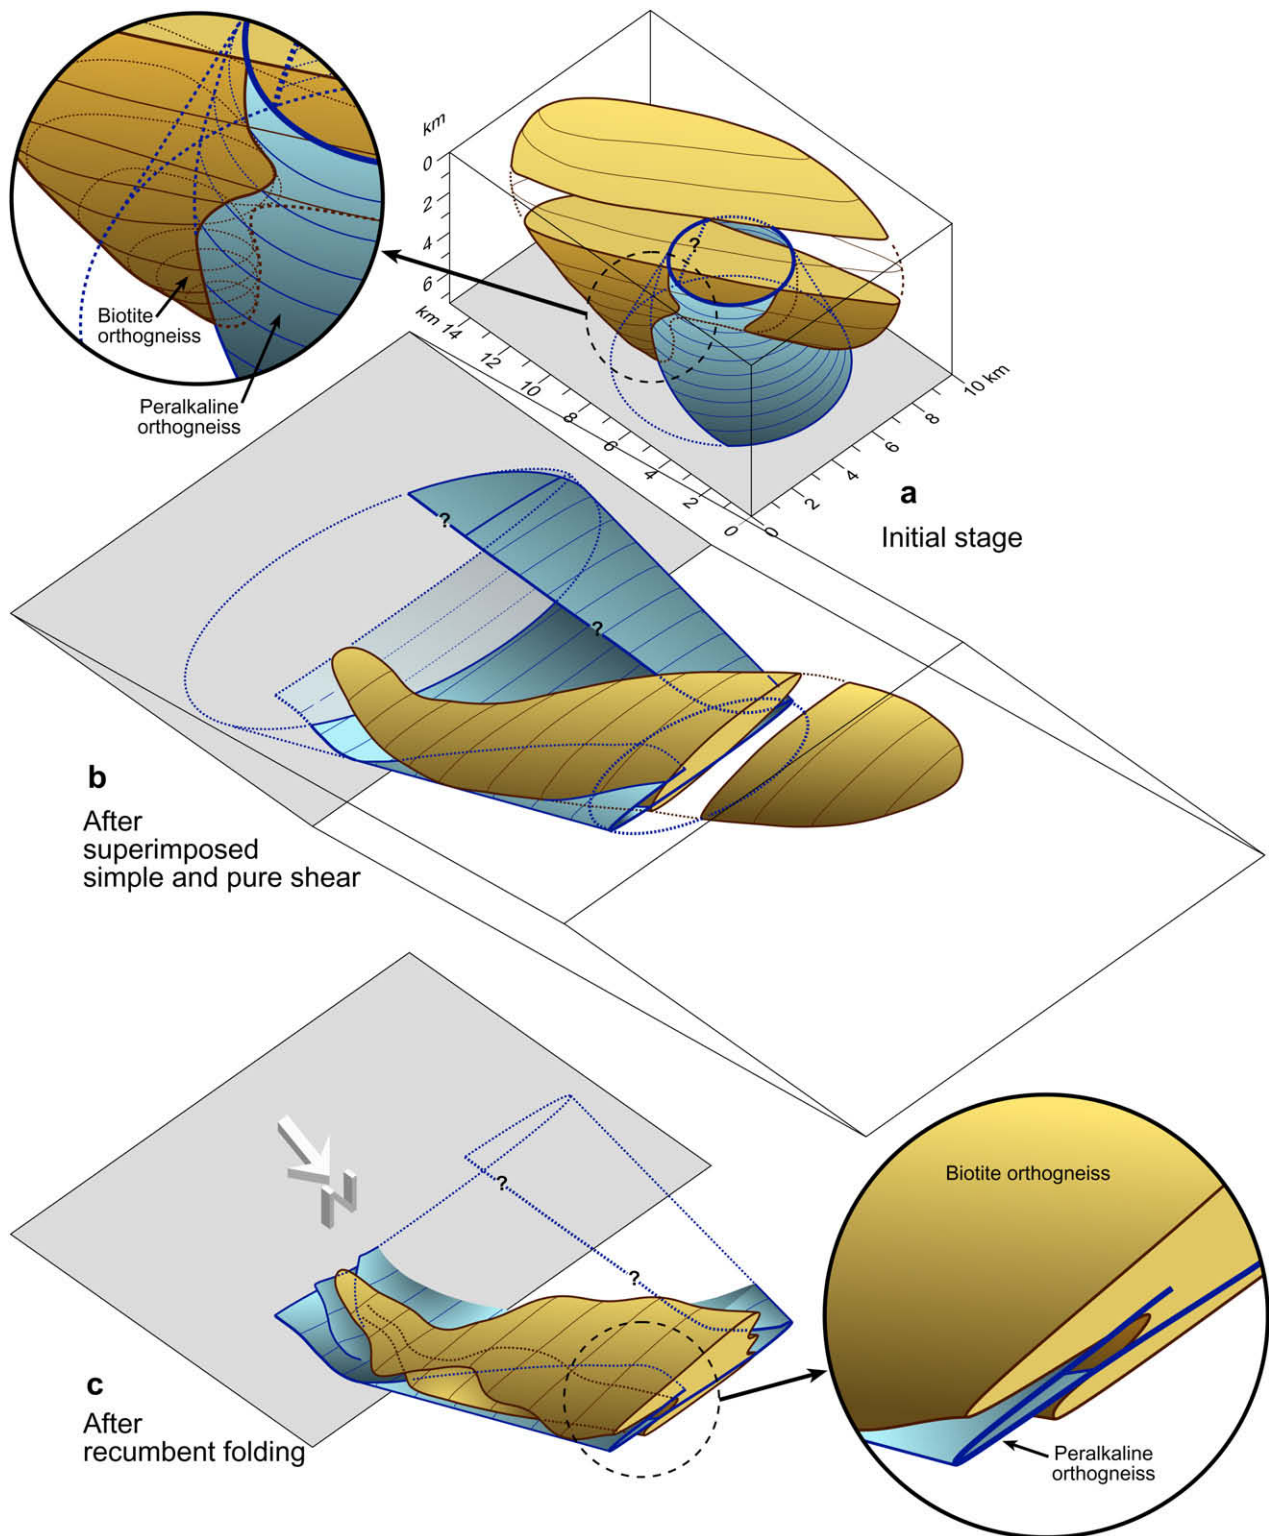 km
0
2
4
6
km 14
12
10
8
6
4
2
0
0
2
4
6
8
10 km
?
Biotite
orthogneiss
Peralkaline
orthogneiss
a
Initial stage
?
?
b
After
superimposed
simple and pure shear
N
?
?
c
After
recumbent folding
Biotite orthogneiss
Peralkaline
orthogneiss